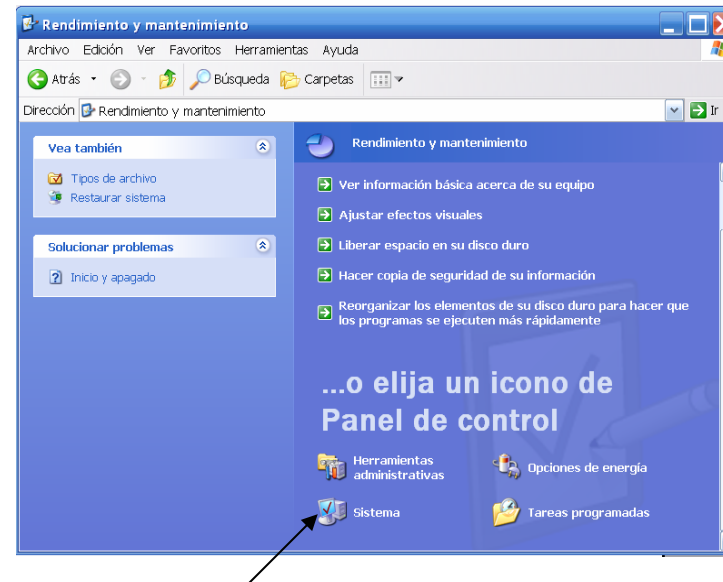 Rendimiento y mantenimiento
Archivo Edición Ver Favoritos Herramientas Ayuda
Atrás Búsqueda Carpetas
Dirección Rendimiento y mantenimiento Ir
Vea también
Tipos de archivo
Restaurar sistema
Solucionar problemas
Inicio y apagado
Rendimiento y mantenimiento
Ver información básica acerca de su equipo
Ajustar efectos visuales
Liberar espacio en su disco duro
Hacer copia de seguridad de su información
Reorganizar los elementos de su disco duro para hacer que
los programas se ejecuten más rápidamente
...o elija un icono de
Panel de control
Herramientas
administrativas
Opciones de energía
Sistema
Tareas programadas